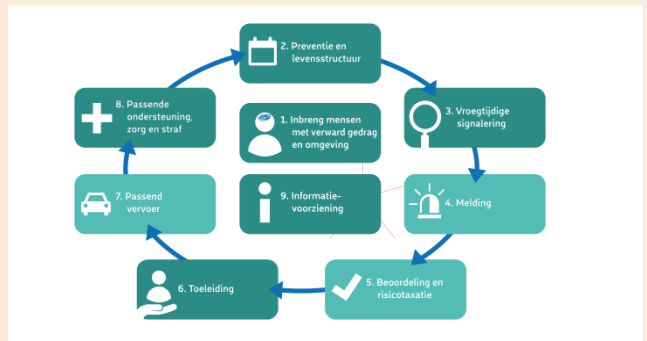 2. Preventie en
levensstructuur
8. Passende
ondersteuning,
zorg en straf
1. Inbreng mensen
met verward gedrag
en omgeving
3. Vroegtijdige
signalering
7. Passend
vervoer
9. Informatie-
voorziening
4. Melding
6. Toeleiding
5. Beoordeling en
risicotaxatie